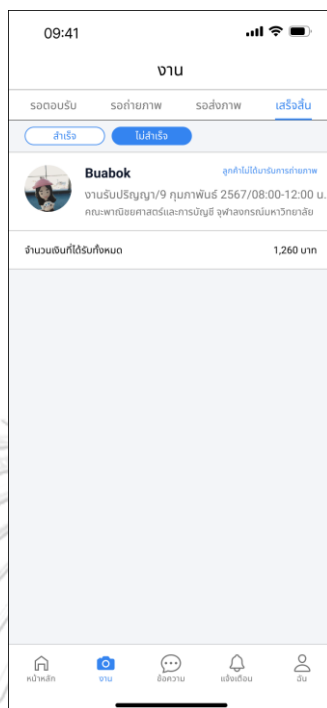 09:41
งาน
รอตอบรับ รอถ่ายภาพ รอส่งภาพ เสร็จสิ้น
สำเร็จ ไม่สำเร็จ
Buabok ลูกค้าไม่ได้มารับการถ่ายภาพ
งานรับปริญญา/9 กุมภาพันธ์ 2567/08:00-12:00 น.
คณะพาณิชยศาสตร์และการบัญชี จุฬาลงกรณ์มหาวิทยาลัย
จำนวนเงินที่ได้รับทั้งหมด 1,260 บาท
หน้าหลัก งาน ข้อความ แจ้งเตือน ฉัน